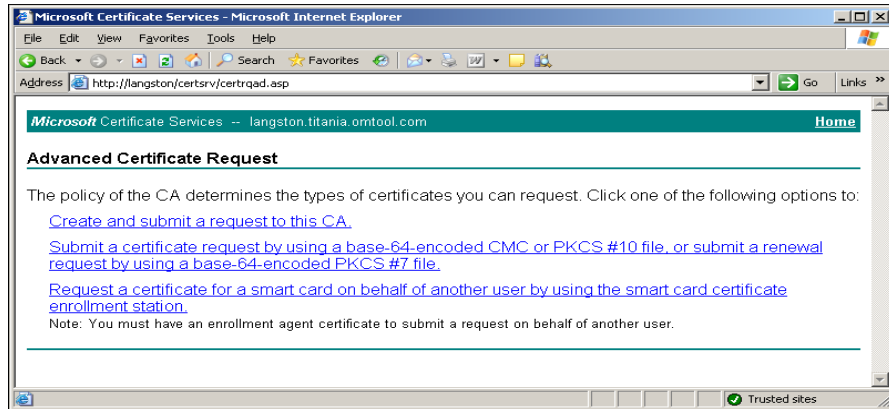 Microsoft Certificate Services - Microsoft Internet Explorer
File Edit View Favorites Tools Help
Back Search Favorites
Address http://langston/certsrv/certrqad.asp Go Links »
Microsoft Certificate Services -- langston.titania.omtool.com Home
Advanced Certificate Request
The policy of the CA determines the types of certificates you can request. Click one of the following options to:
Create and submit a request to this CA.
Submit a certificate request by using a base-64-encoded CMC or PKCS #10 file, or submit a renewal
request by using a base-64-encoded PKCS #7 file.
Request a certificate for a smart card on behalf of another user by using the smart card certificate
enrollment station.
Note: You must have an enrollment agent certificate to submit a request on behalf of another user.
Trusted sites